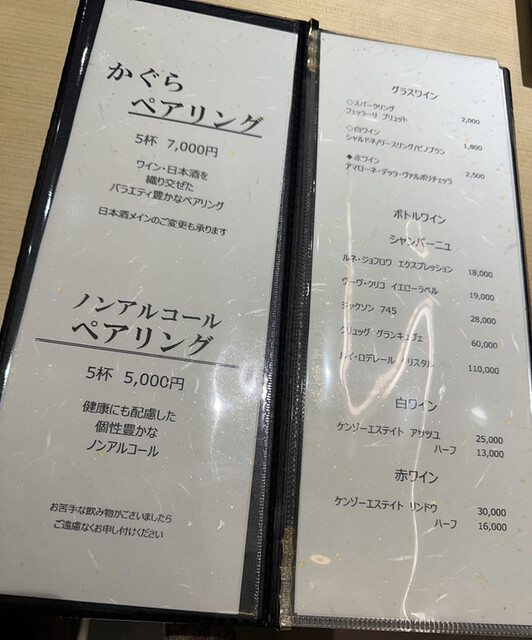 かぐら
ペアリング
5杯 7,000円
ワイン・日本酒を
織り交ぜた
バラエティ豊かなペアリング
日本酒メインのご変更も承ります
ノンアルコール
ペアリング
5杯 5,000円
健康にも配慮した
個性豊かな
ノンアルコール
お苦手な飲み物がございましたら
ご遠慮なくお申し付けください
グラスワイン
◇スパークリング
フェッラーリ ブリュット 2,000
◇白ワイン
シャルドネ/リースリング/ピノブラン 1,800
◆赤ワイン
アマローネ・デッラ・ヴァルポリチェッラ 2,500
ボトルワイン
シャンパーニュ
ルネ・ジョフロワ エクスプレッション 18,000
ヴーヴ・クリコ イエローラベル 19,000
ジャクソン 745 28,000
クリュッグ グランキュヴェ 60,000
ルイ・ロデレール クリスタル 110,000
白ワイン
ケンゾーエステイト アサツユ 25,000
ハーフ 13,000
赤ワイン
ケンゾーエステイト リンドウ 30,000
ハーフ 16,000